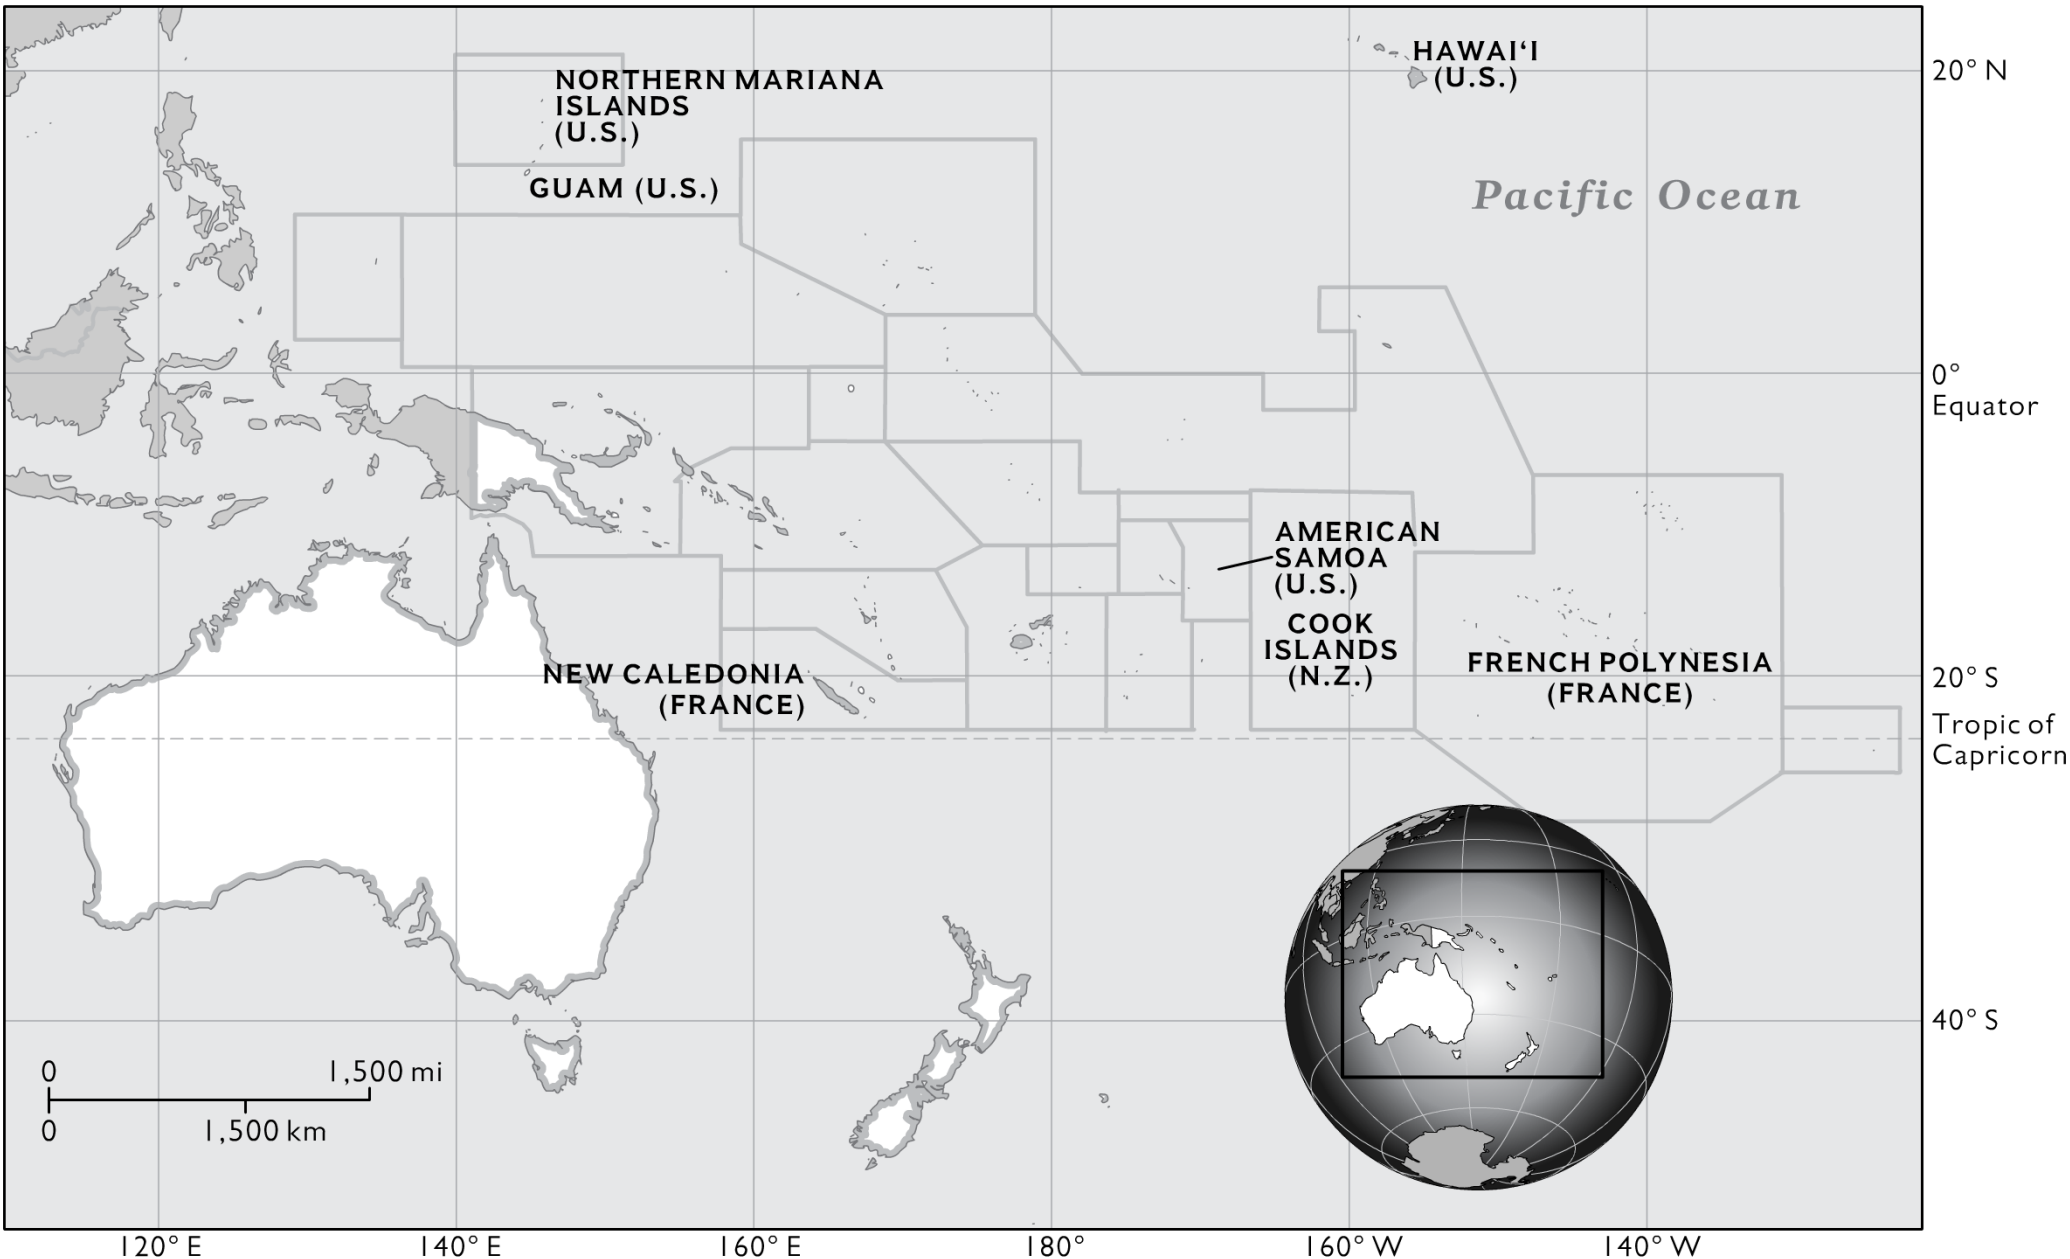 HAWAIʻI
(U.S.)
20° N
NORTHERN MARIANA
ISLANDS
(U.S.)
GUAM (U.S.)
Pacific Ocean
0°
Equator
AMERICAN
SAMOA
(U.S.)
COOK
ISLANDS
(N.Z.)
NEW CALEDONIA
(FRANCE)
FRENCH POLYNESIA
(FRANCE)
20° S
Tropic of
Capricorn
40° S
0 1,500 mi
0 1,500 km
120° E 140° E 160° E 180° 160° W 140° W